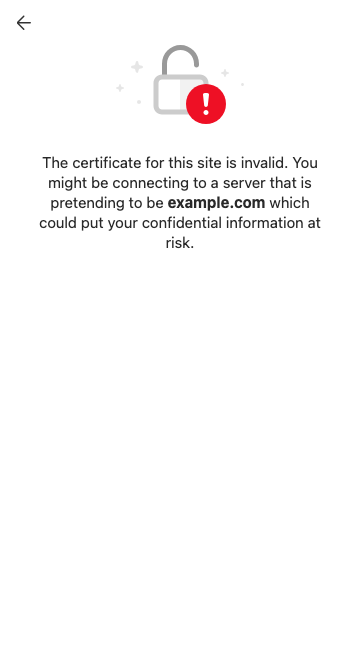 The certificate for this site is invalid. You
might be connecting to a server that is
pretending to be example.com which
could put your confidential information at
risk.